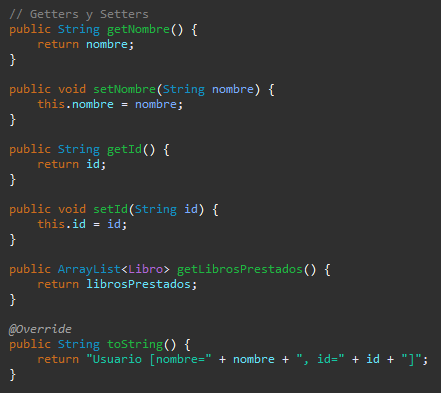 // Getters y Setters
public String getNombre() {
    return nombre;
}

public void setNombre(String nombre) {
    this.nombre = nombre;
}

public String getId() {
    return id;
}

public void setId(String id) {
    this.id = id;
}

public ArrayList<Libro> getLibrosPrestados() {
    return librosPrestados;
}

@Override
public String toString() {
    return "Usuario [nombre=" + nombre + ", id=" + id + "]";
}